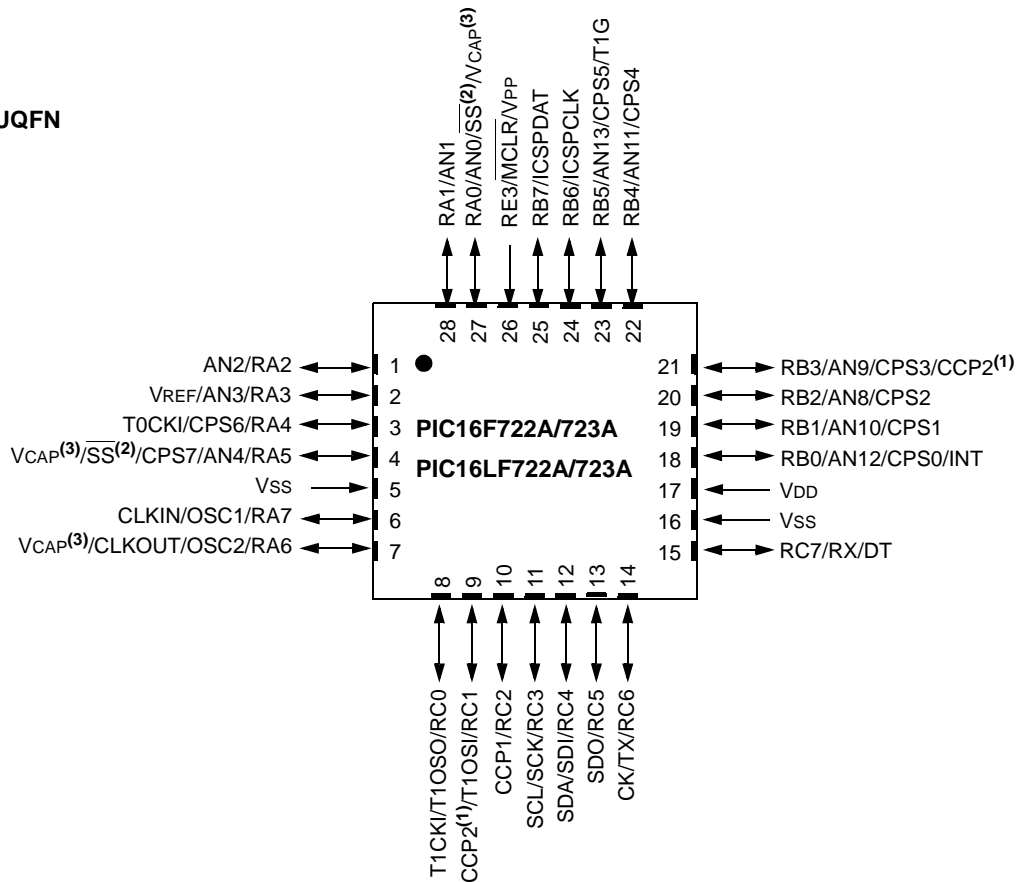 UQFN
RA1/AN1
RA0/AN0/SS(2)/VCAP(3)
RE3/MCLR/VPP
RB7/ICSPDAT
RB6/ICSPCLK
RB5/AN13/CPS5/T1G
RB4/AN11/CPS4
28
27
26
25
24
23
22
AN2/RA2
1
VREF/AN3/RA3
2
T0CKI/CPS6/RA4
3
VCAP(3)/SS(2)/CPS7/AN4/RA5
4
VSS
5
CLKIN/OSC1/RA7
6
VCAP(3)/CLKOUT/OSC2/RA6
7
PIC16F722A/723A
PIC16LF722A/723A
21
RB3/AN9/CPS3/CCP2(1)
20
RB2/AN8/CPS2
19
RB1/AN10/CPS1
18
RB0/AN12/CPS0/INT
17
VDD
16
VSS
15
RC7/RX/DT
8
9
10
11
12
13
14
T1CKI/T1OSO/RC0
CCP2(1)/T1OSI/RC1
CCP1/RC2
SCL/SCK/RC3
SDA/SDI/RC4
SDO/RC5
CK/TX/RC6